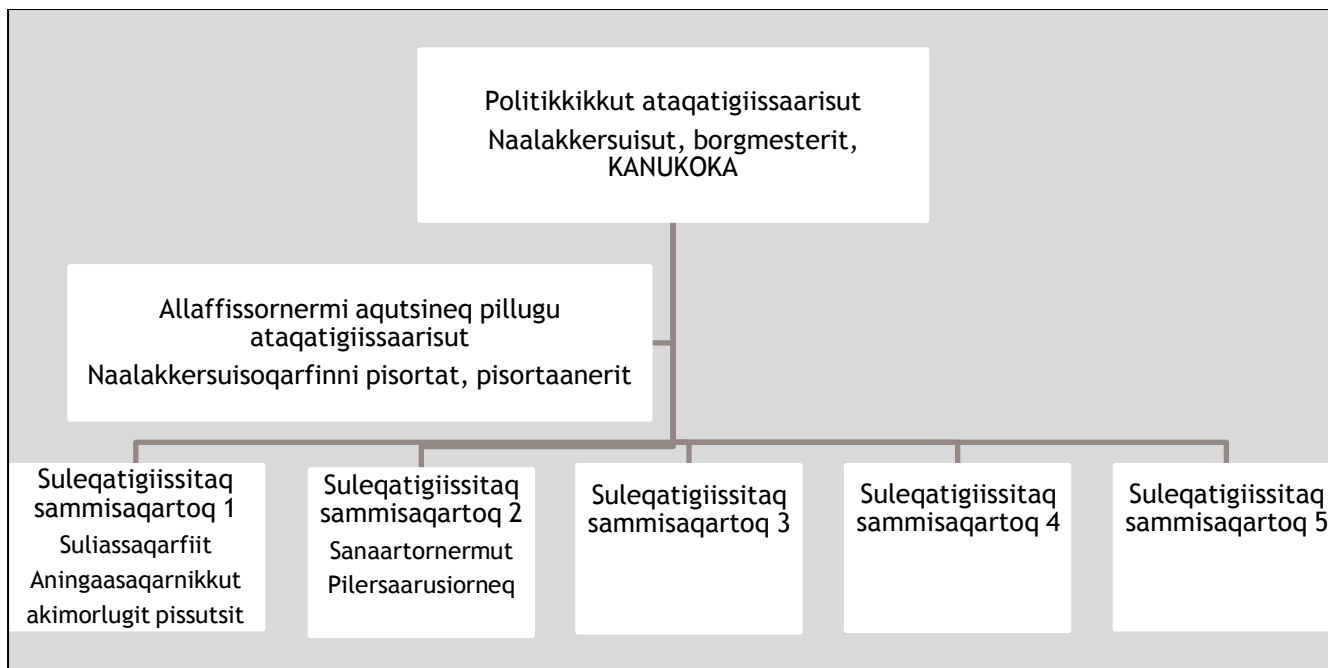 Politikkikkut ataqatigiissaarisut
Naalakkersuisut, borgmesterit,
KANUKOKA
Allaffissornermi aqutsineq pillugu
ataqatigiissaarisut
Naalakkersuisoqarfinni pisortat, pisortaanerit
Suleqatigiissitaq
sammisaqartoq 1
Suliassaqarfiit
Aningaasaqarnikkut
akimorlugit pissutsit
Suleqatigiissitaq
sammisaqartoq 2
Sanaartornermut
Pilersaarusiorneq
Suleqatigiissitaq
sammisaqartoq 3
Suleqatigiissitaq
sammisaqartoq 4
Suleqatigiissitaq
sammisaqartoq 5